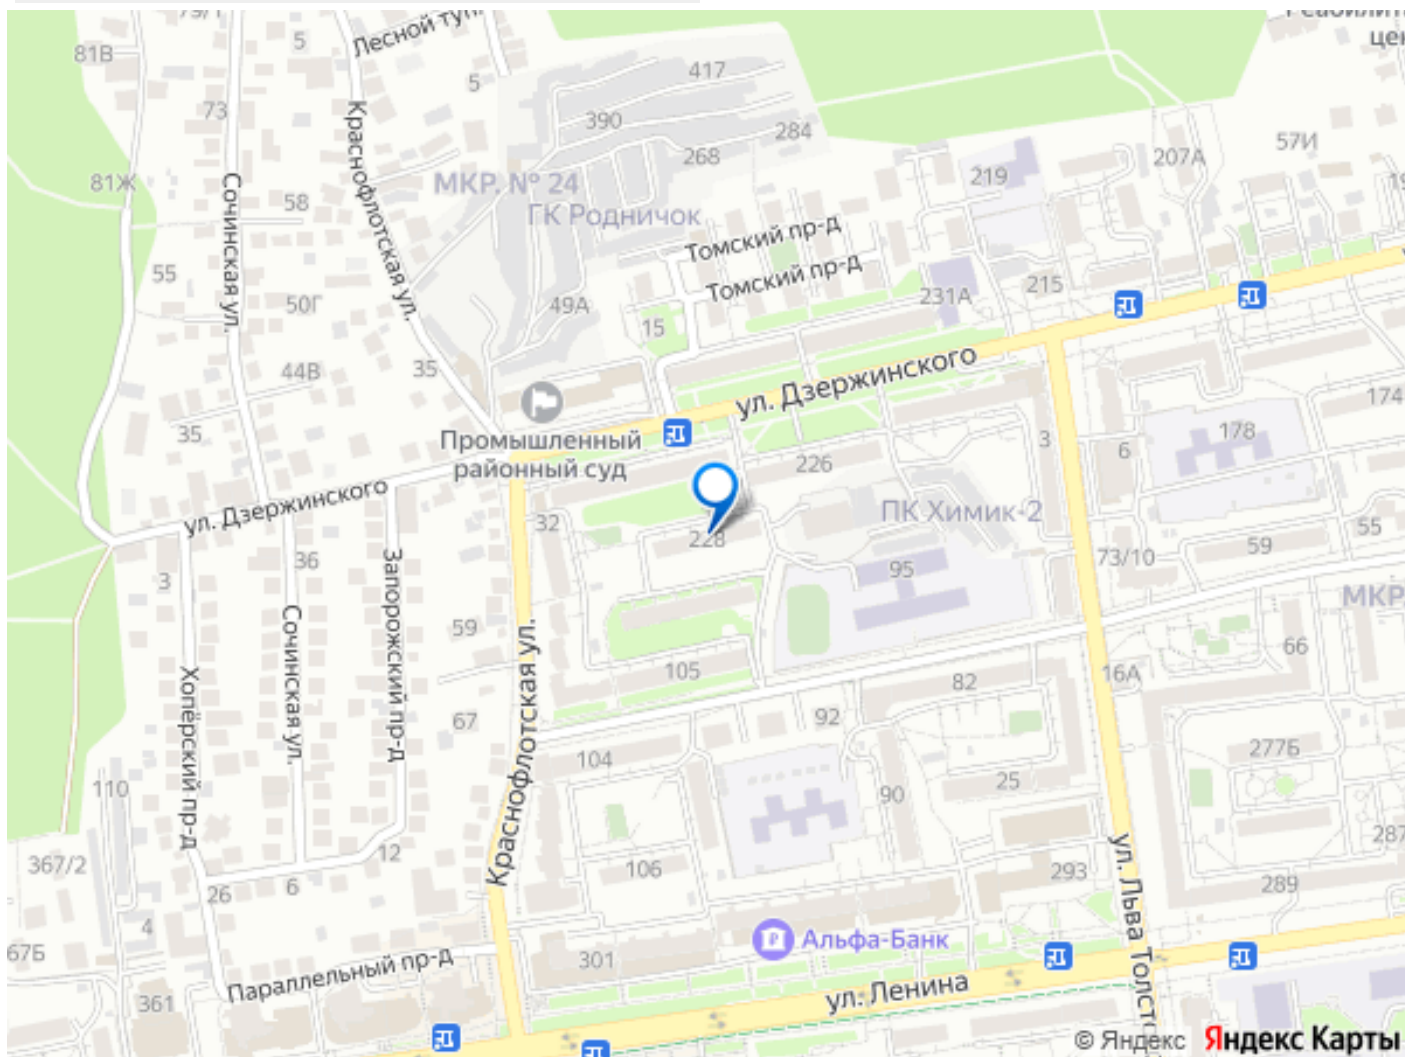 Лесной туп.
5
81В
5
417
73
390
284
268
57И
207А
219
81Ж
МКР. № 24
ГК Родничок
58
Краснофлотская ул.
Сочинская ул.
Томский пр-д
Томский пр-д
55
50Г
49А
15
231А
215
44В
35
35
ул. Дзержинского
174
178
6
3
Промышленный
районный суд
226
ПК Химик-2
ул. Дзержинского
32
228
55
59
73/10
3
36
95
Запорожский пр-д
59
МКР.
66
Сочинская ул.
Хопёрский пр-д
105
82
16А
67
92
Краснофлотская ул.
104
277Б
110
25
90
287
12
367/2
106
293
289
26
6
4
ул. Льва Толсто
Альфа-Банк
67Б
301
Параллельный пр-д
361
ул. Ленина
© Яндекс Яндекс Карты